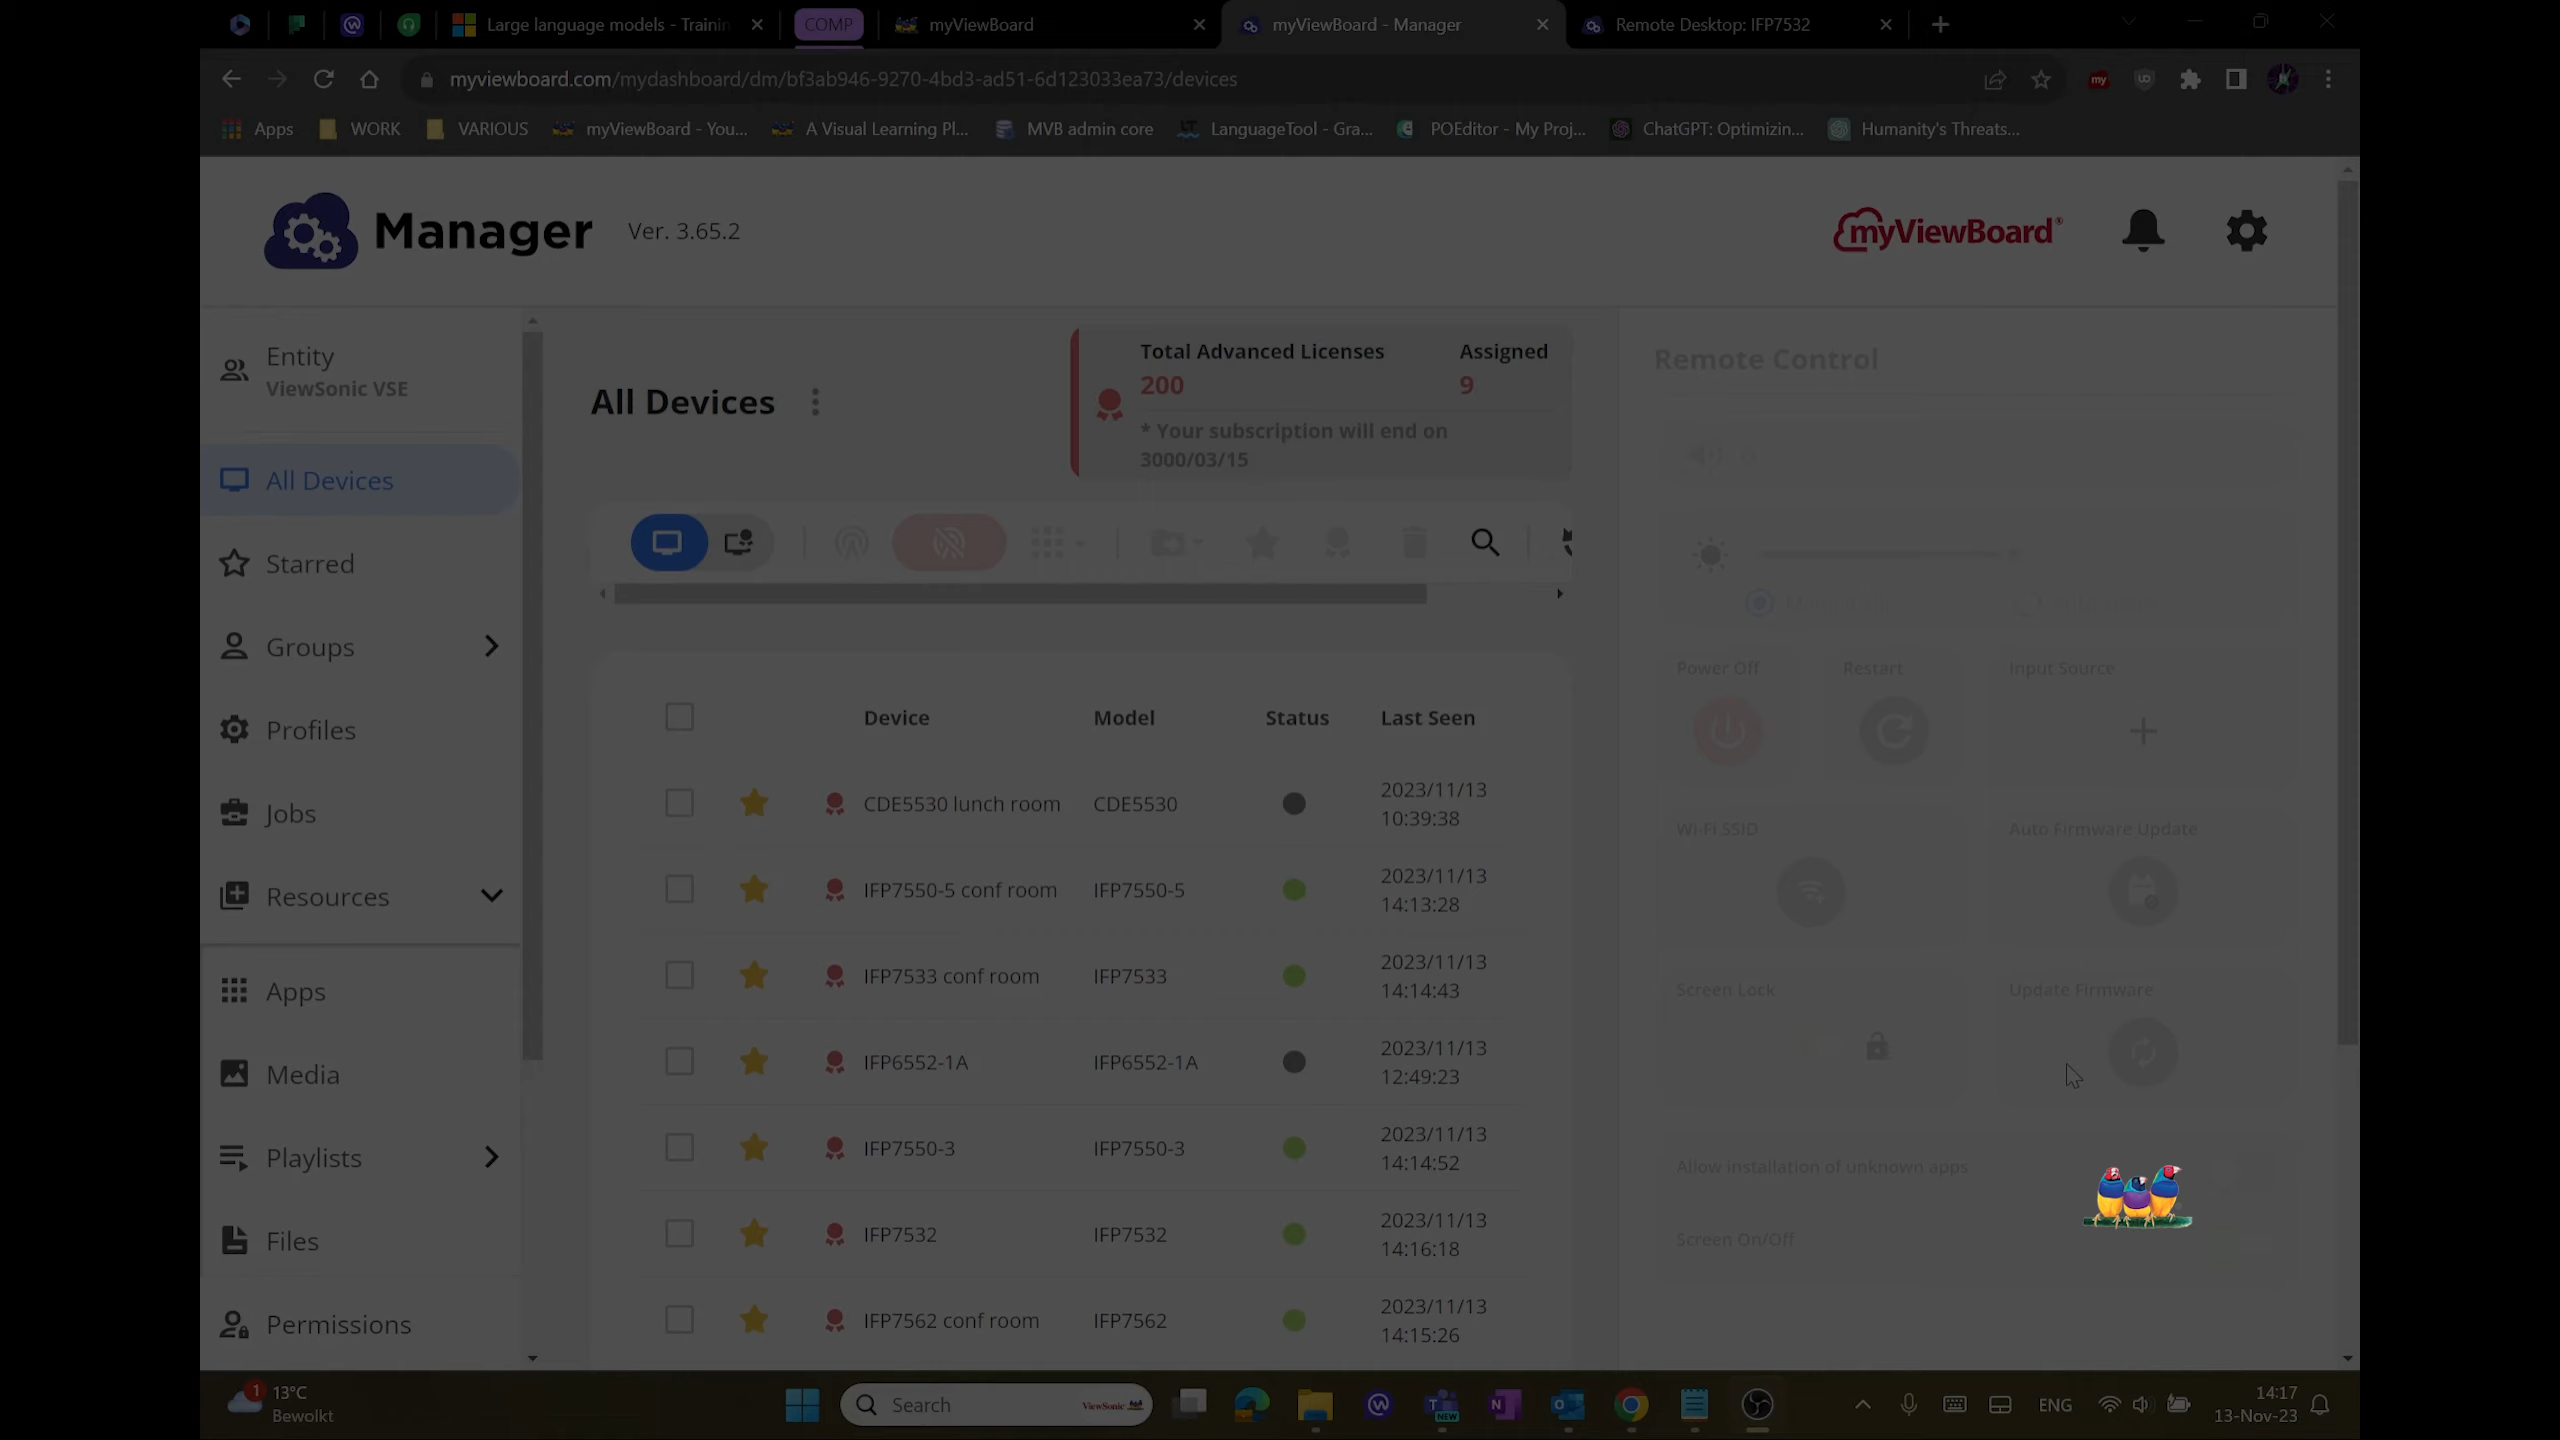 Large language models - Trainin
COMP
myViewBoard
myViewBoard - Manager
Remote Desktop: IFP7532
myviewboard.com/mydashboard/dm/bf3ab946-9270-4bd3-ad51-6d123033ea73/devices
Apps
WORK
VARIOUS
myViewBoard - You...
A Visual Learning Pl...
MVB admin core
LanguageTool - Gra...
POEditor - My Proj...
ChatGPT: Optimizin...
Humanity's Threats...
Manager
Ver. 3.65.2
myViewBoard®
Entity
ViewSonic VSE
All Devices
Starred
Groups
Profiles
Jobs
Resources
Apps
Media
Playlists
Files
Permissions
All Devices
Total Advanced Licenses
200
Assigned
9
* Your subscription will end on
3000/03/15
Device Model Status Last Seen
CDE5530 lunch room CDE5530 2023/11/13
10:39:38
IFP7550-5 conf room IFP7550-5 2023/11/13
14:13:28
IFP7533 conf room IFP7533 2023/11/13
14:14:43
IFP6552-1A IFP6552-1A 2023/11/13
12:49:23
IFP7550-3 IFP7550-3 2023/11/13
14:14:52
IFP7532 IFP7532 2023/11/13
14:16:18
IFP7562 conf room IFP7562 2023/11/13
14:15:26
Remote Control
Power Off
Restart
Input Source
Wi-Fi SSID
Auto Firmware Update
Screen Lock
Update Firmware
Allow installation of unknown apps
Screen On/Off
1
13°C
Bewolkt
Search
ViewSonic
NEW
ENG
14:17
13-Nov-23